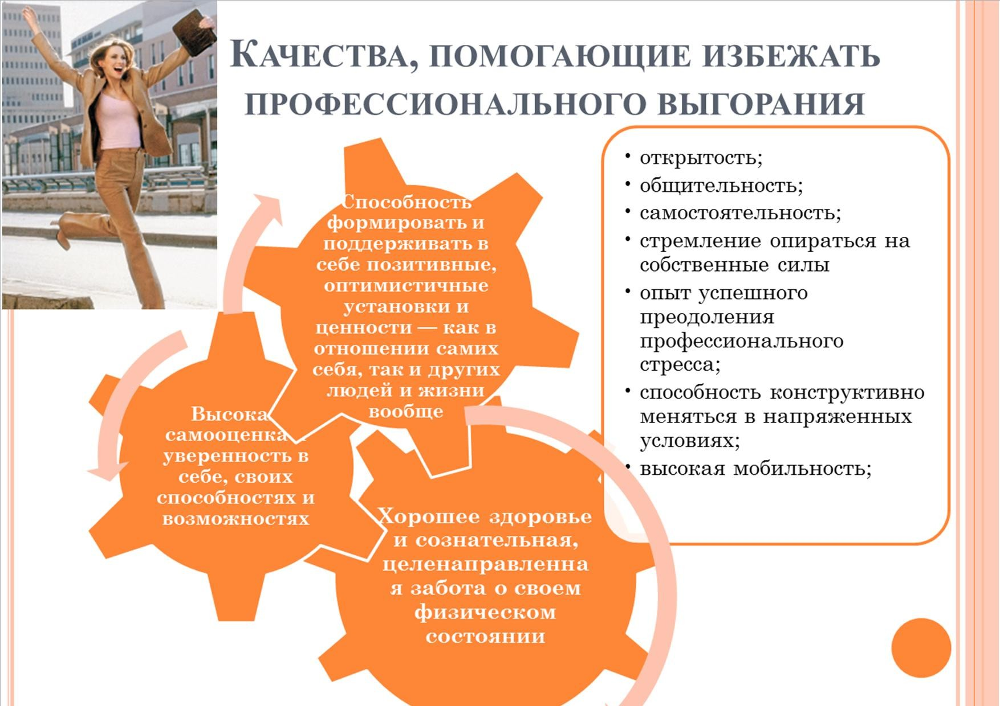 Качества, помогающие избежать
профессионального выгорания
Способность
формировать и
поддерживать в
себе позитивные,
оптимистичные
установки и
ценности — как в
отношении самих
себя, так и других
людей и жизни
вообще
Высока
самооценка
уверенность в
себе, своих
способностях и
возможностях
Хорошее здоровье
и сознательная,
целенаправленна
я забота о своем
физическом
состоянии
• открытость;
• общительность;
• самостоятельность;
• стремление опираться на
собственные силы
• опыт успешного
преодоления
профессионального
стресса;
• способность конструктивно
меняться в напряженных
условиях;
• высокая мобильность;